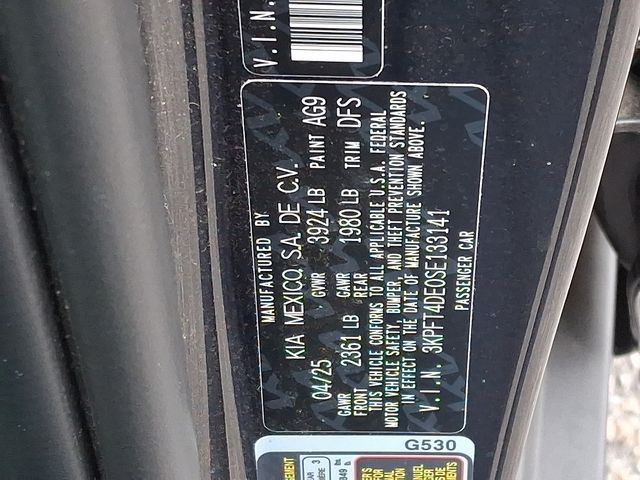 V.I.N.
MANUFACTURED BY
KIA MEXICO, S.A. DE C.V.
04/25 GVWR 3924 LB PAINT AG9
GAWR FRONT 2361 LB GAWR REAR 1980 LB TRIM DFS
THIS VEHICLE CONFORMS TO ALL APPLICABLE U.S.A. FEDERAL
MOTOR VEHICLE SAFETY, BUMPER, AND THEFT PREVENTION STANDARDS
IN EFFECT ON THE DATE OF MANUFACTURE SHOWN ABOVE.
V.I.N. 3KPFT4DE0SE133141
PASSENGER CAR
G530